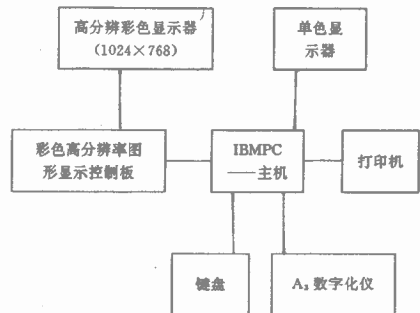 高分辨彩色显示器
(1024×768)
单色显
示器
彩色高分辨率图
形显示控制板
IBMPC
——主机
打印机
键盘
A₃数字化仪